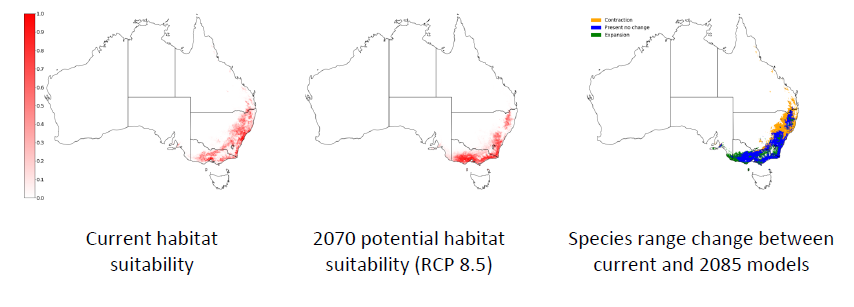 1.0
0.9
0.8
0.7
0.6
0.5
0.4
0.3
0.2
0.1
0.0
Contraction
Present no change
Expansion
Current habitat
suitability
2070 potential habitat
suitability (RCP 8.5)
Species range change between
current and 2085 models